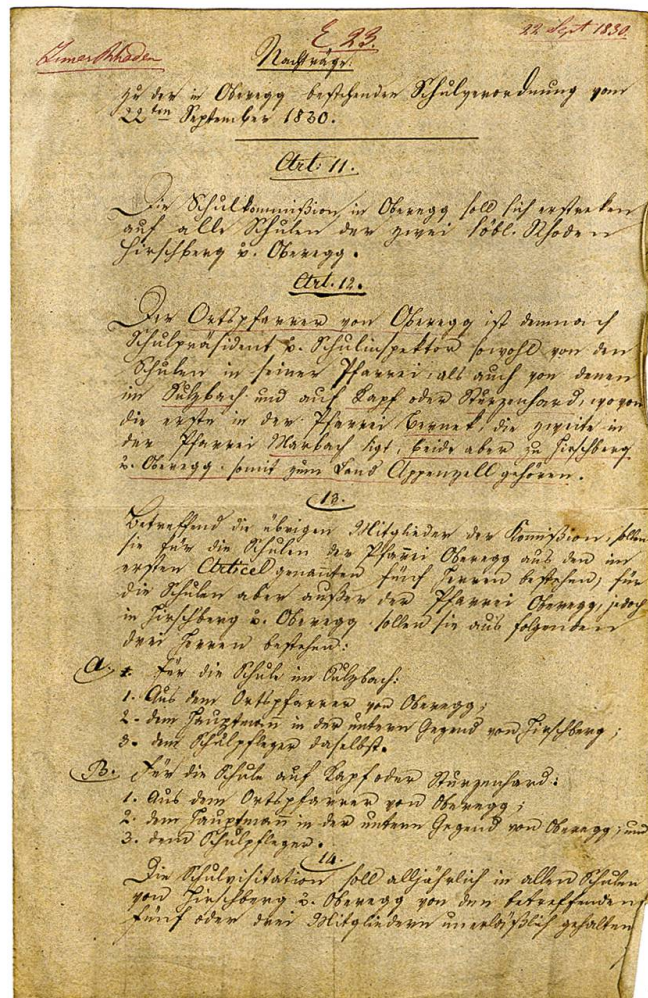 E. 23.
22. Sept 1830.
InnerRhoden
Nachträge
zu der in Oberegg bestehenden Schulverordnung vom
22ten September 1830.
Art: 11.
Die Schulkommißion in Oberegg soll sich erstreken
auf alle Schulen der zwei löbl. Rhoden
Hirschberg u. Oberegg.
Art. 12.
Der Ortspfarrer von Oberegg ist demnach
Schulpräsident u. Schulinspektor sowohl von den
Schulen in seiner Pfarrei, als auch von denen
im Sulzbach und auf Kapf oder Sturzenhard, wovon
die erste in der Pfarrei Bernek, die zweite in
der Pfarrei Marbach ligt, beide aber zu Hirschberg
u. Oberegg somit zum Land Appenzell gehören.
13.
Betreffend die übrigen Mitglieder der Kommißion, sollen
sie für die Schulen der Pfarrei Oberegg aus den im
ersten Articel genannten fünf Herren bestehen; für
die Schulen aber außer der Pfarrei Oberegg, jedoch
in Hirschberg u. Oberegg sollen sie aus folgenden
drei Herren bestehen:
A. Für die Schule im Sulzbach:
1. Aus dem Ortspfarrer von Oberegg;
2. dem Hauptmann in der untern Gegend von Hirschberg;
3. dem Schulpfleger daselbst.
B. Für die Schule auf Kapf oder Sturzenhard:
1. Aus dem Ortspfarrer von Oberegg;
2. dem Hauptmann in der untern Gegend von Oberegg; und
3. dem Schulpfleger.
14.
Die Schulvisitation soll alljährlich in allen Schulen
von Hirschberg u. Oberegg von den betreffenden
fünf oder drei Mitgliedern unerläßlich gehalten